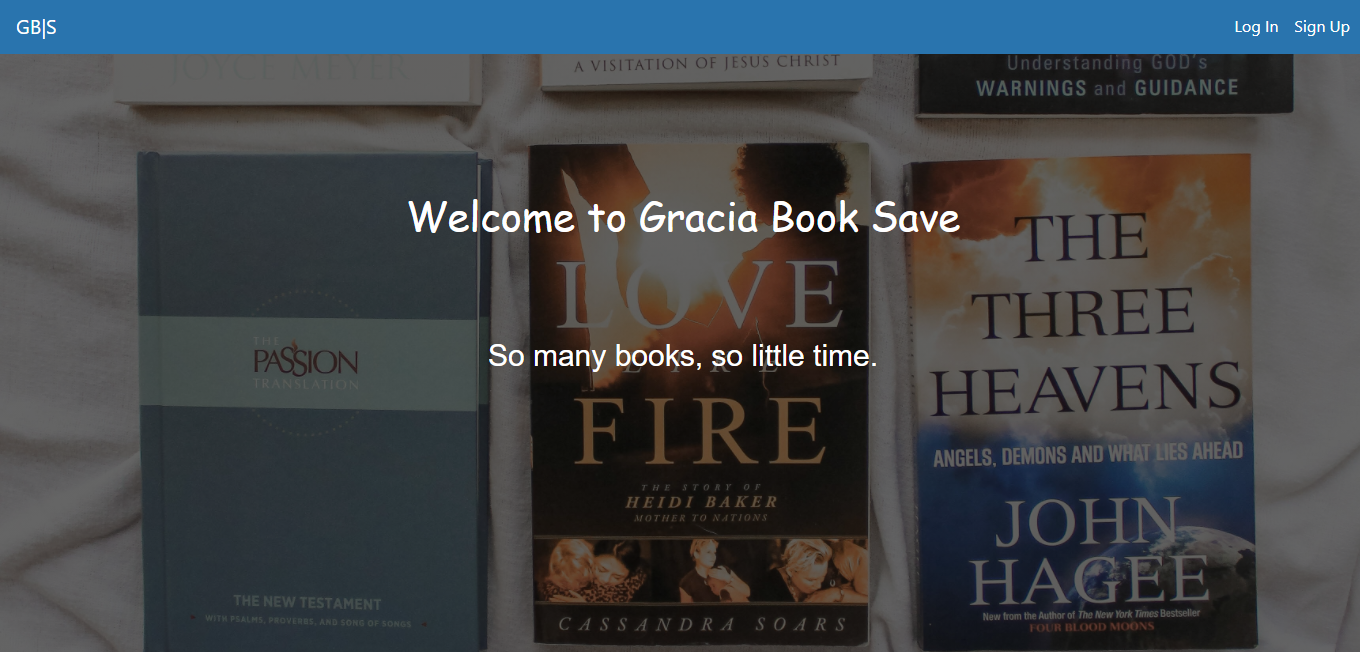 GB|S
Log In Sign Up
JOYCE MEYER
A VISITATION OF JESUS CHRIST
Understanding GOD's
WARNINGS and GUIDANCE
Welcome to Gracia Book Save
So many books, so little time.
THE
PASSION
TRANSLATION
THE NEW TESTAMENT
WITH PSALMS, PROVERBS, AND SONG OF SONGS
LOVE
LIKE
FIRE
THE STORY OF
HEIDI BAKER
MOTHER TO NATIONS
CASSANDRA SOARS
THE
THREE
HEAVENS
ANGELS, DEMONS AND WHAT LIES AHEAD
JOHN
HAGEE
New from the Author of The New York Times Bestseller
FOUR BLOOD MOONS